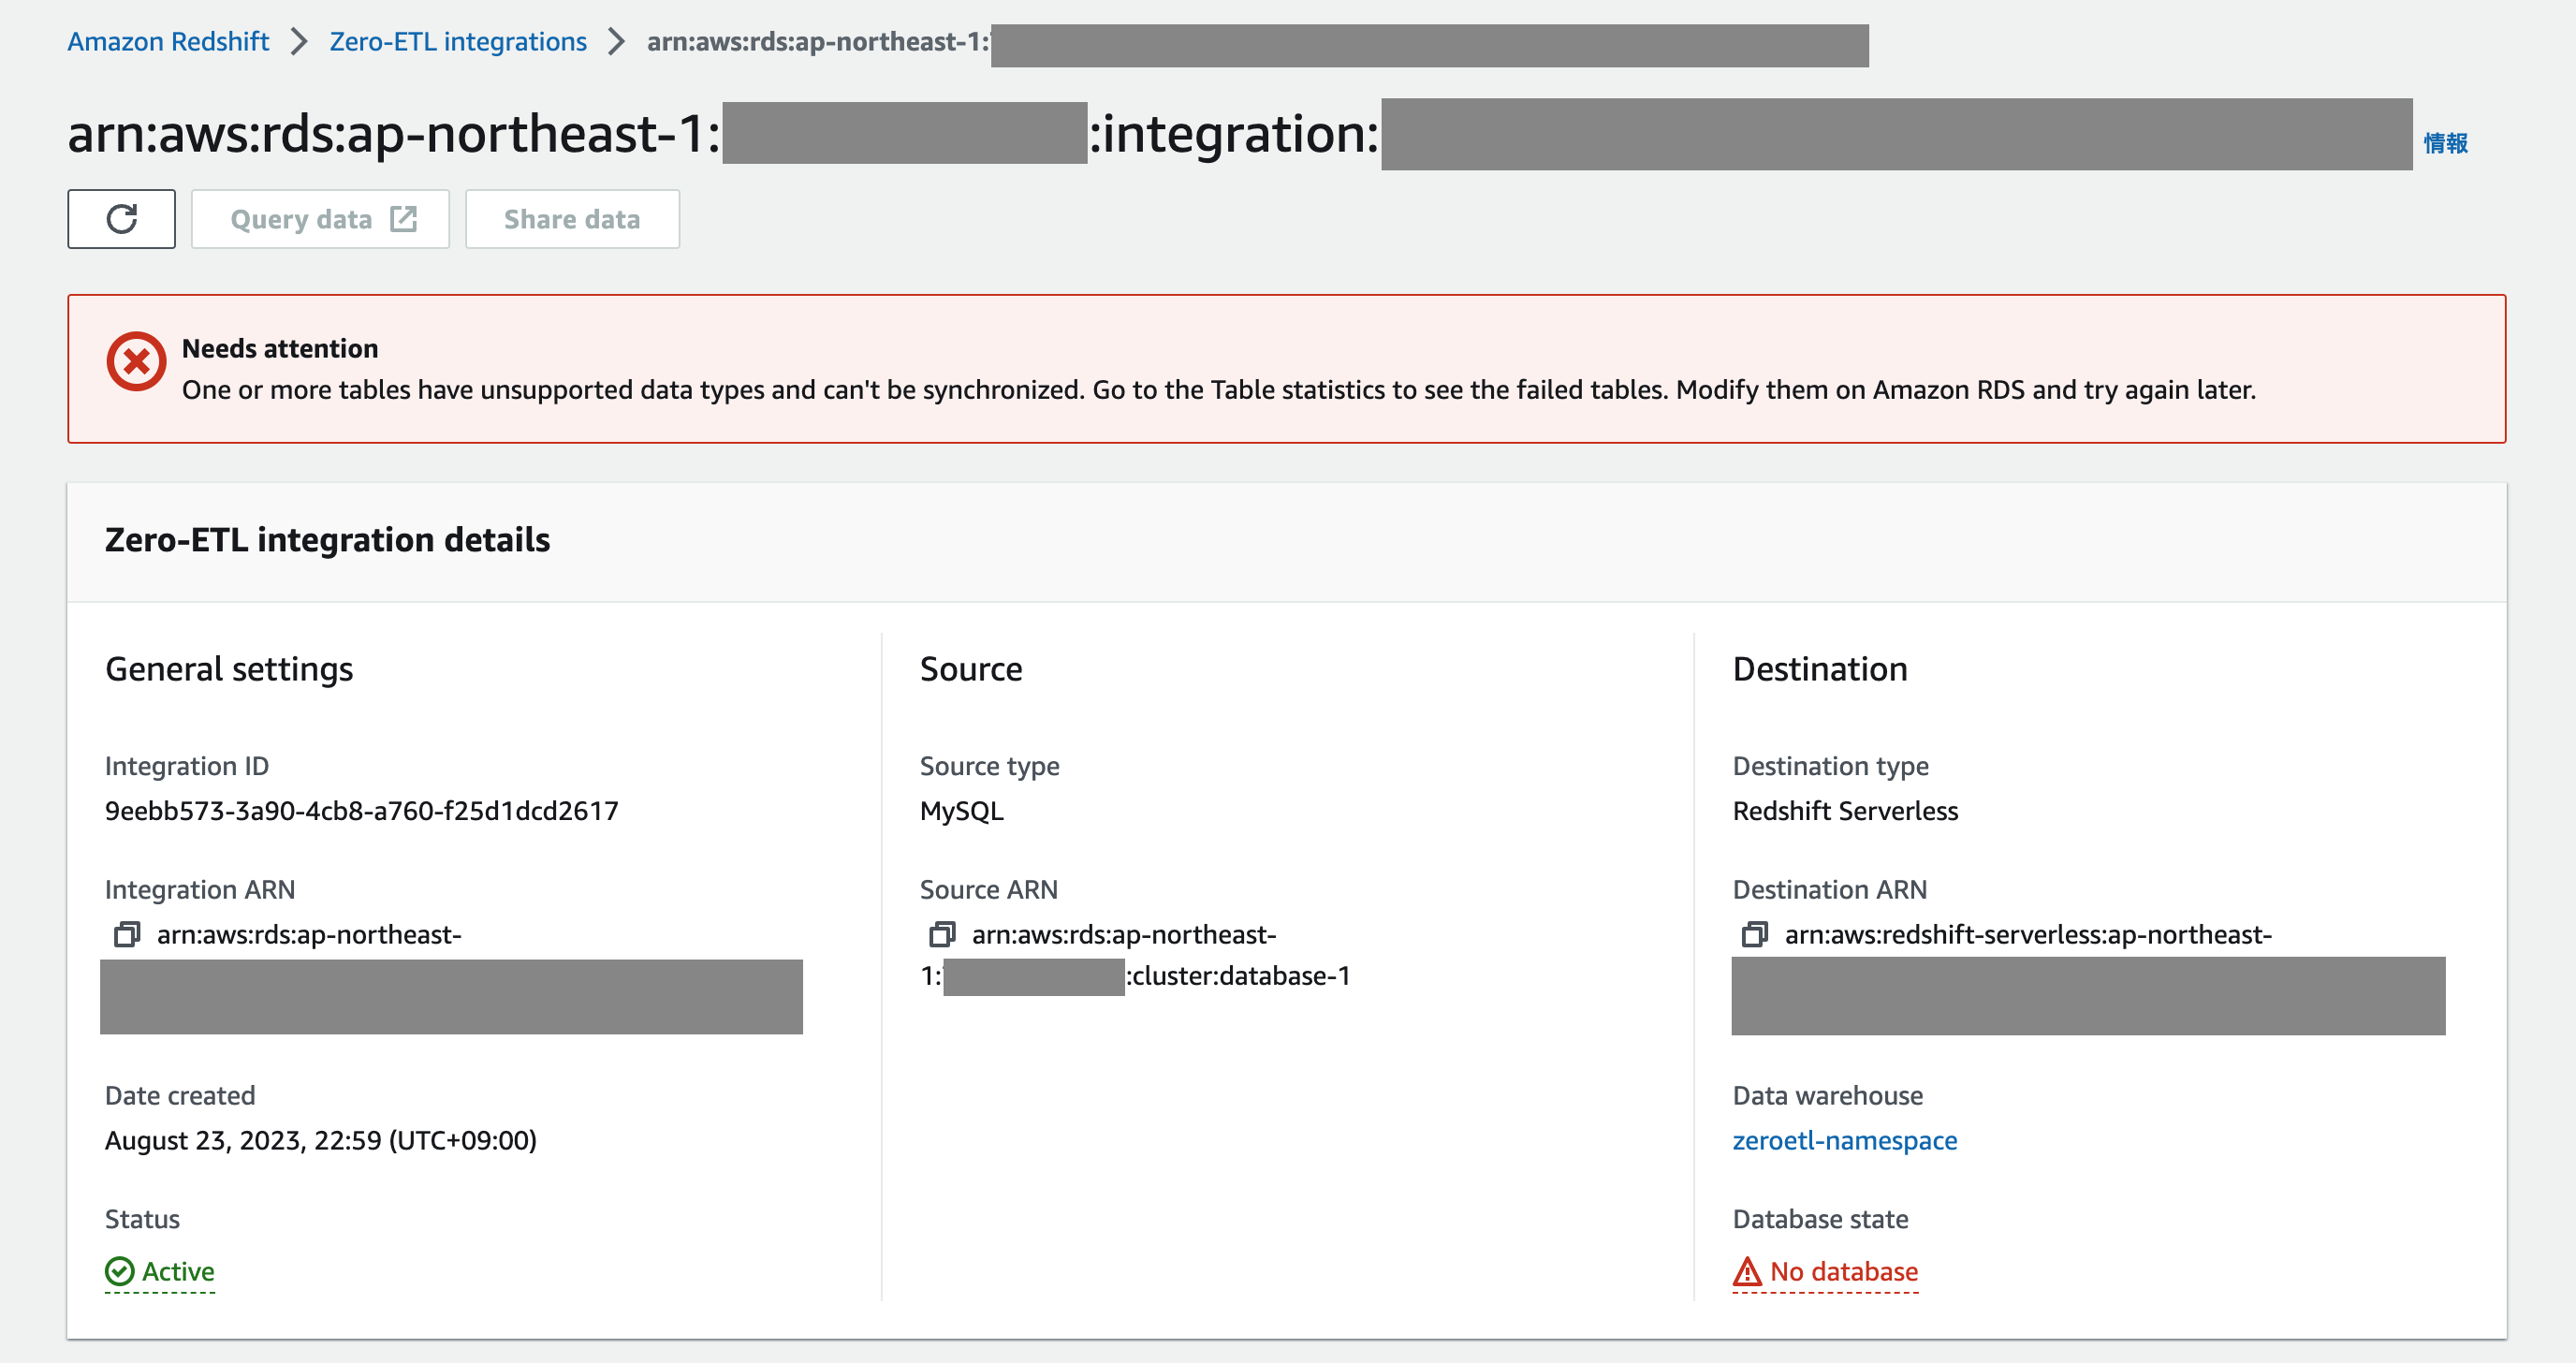 Amazon Redshift > Zero-ETL integrations > arn:aws:rds:ap-northeast-1:
arn:aws:rds:ap-northeast-1: :integration: 情報
Query data Share data
Needs attention
One or more tables have unsupported data types and can't be synchronized. Go to the Table statistics to see the failed tables. Modify them on Amazon RDS and try again later.
Zero-ETL integration details
General settings
Integration ID
9eebb573-3a90-4cb8-a760-f25d1dcd2617
Integration ARN
arn:aws:rds:ap-northeast-
Date created
August 23, 2023, 22:59 (UTC+09:00)
Status
Active
Source
Source type
MySQL
Source ARN
arn:aws:rds:ap-northeast-
1: :cluster:database-1
Destination
Destination type
Redshift Serverless
Destination ARN
arn:aws:redshift-serverless:ap-northeast-
Data warehouse
zeroetl-namespace
Database state
No database